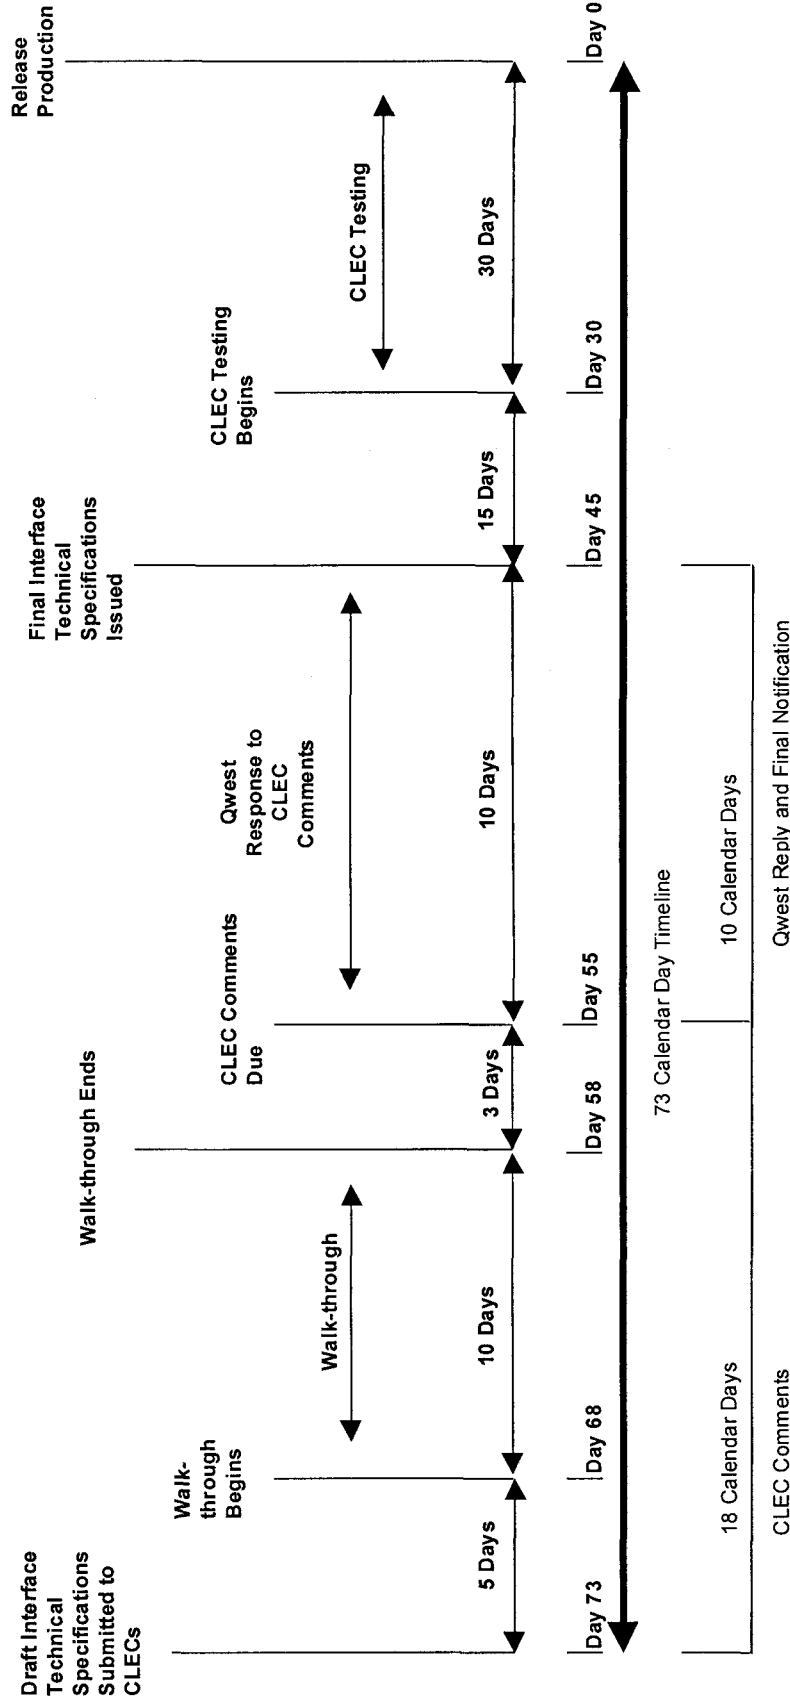 Draft Interface
Technical
Specifications
Submitted to
CLECs
Walk-
through
Begins
Walk-through Ends
CLEC Comments
Due
Qwest
Response to
CLEC
Comments
Final Interface
Technical
Specifications
Issued
CLEC Testing
Begins
Release
Production
Walk-through
CLEC Testing
5 Days
10 Days
3 Days
10 Days
15 Days
30 Days
Day 73
Day 68
Day 58
Day 55
Day 45
Day 30
Day 0
73 Calendar Day Timeline
18 Calendar Days
10 Calendar Days
CLEC Comments
Qwest Reply and Final Notification